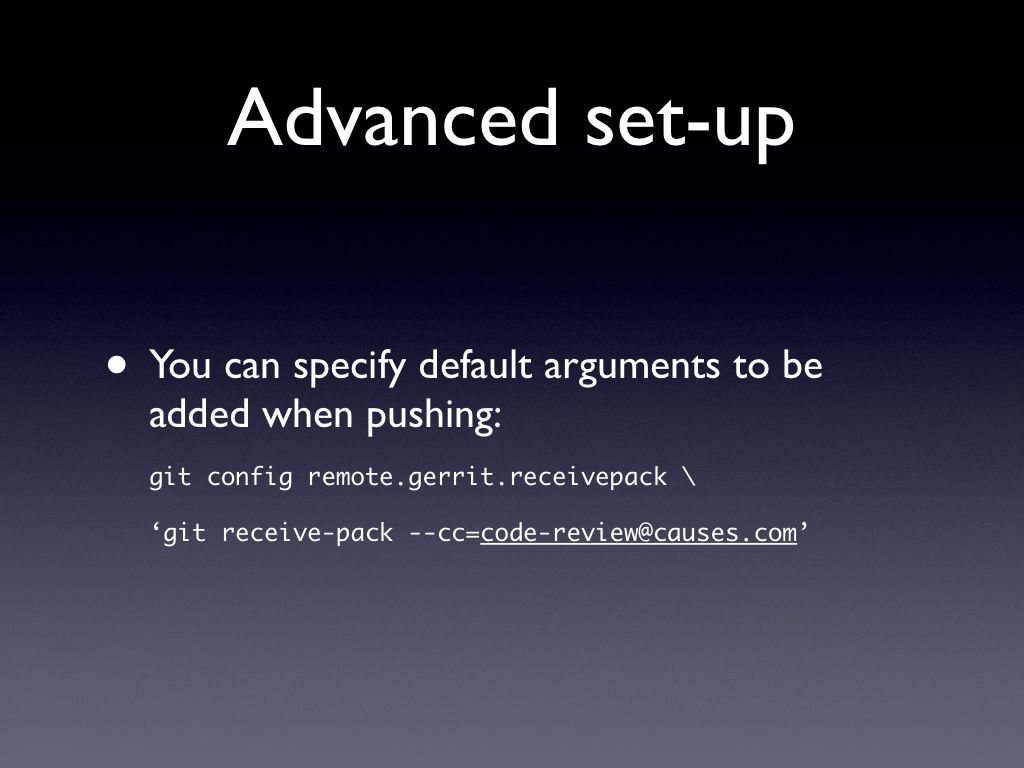 Advanced set-up
• You can specify default arguments to be
added when pushing:
git config remote.gerrit.receivepack \
‘git receive-pack --cc=code-review@causes.com’